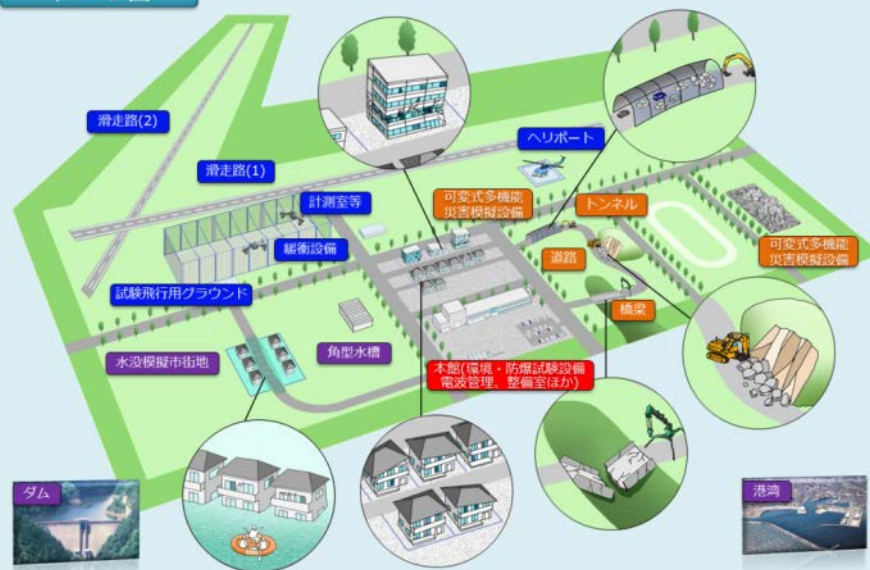 滑走路(2)
滑走路(1)
ヘリポート
計測室等
可変式多機能
災害模擬設備
トンネル
緩衝設備
道路
可変式多機能
災害模擬設備
試験飛行用グラウンド
橋梁
水没模擬市街地
角型水槽
本館(環境・防爆試験設備
電波管理、整備室ほか)
ダム
港湾